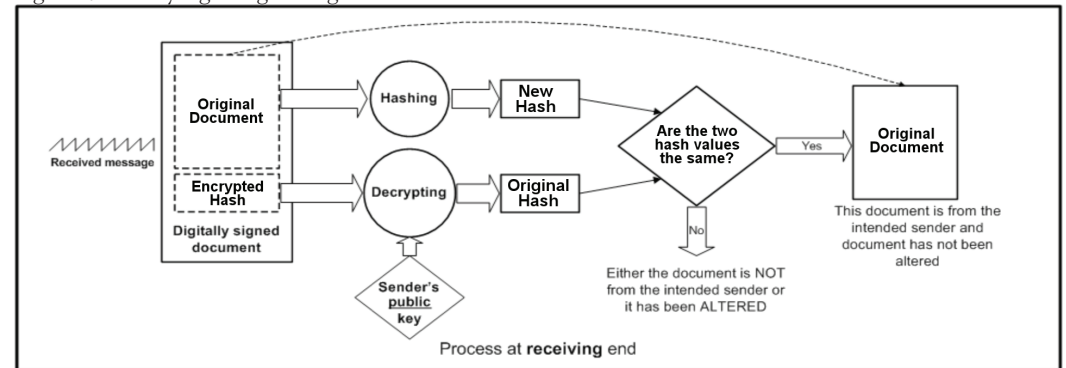 Received message
Original
Document
Encrypted
Hash
Digitally signed
document
Hashing
New
Hash
Decrypting
Original
Hash
Sender's
public
key
Are the two
hash values
the same?
Yes
No
Either the document is NOT
from the intended sender or
it has been ALTERED
Original
Document
This document is from the
intended sender and
document has not been
altered
Process at receiving end